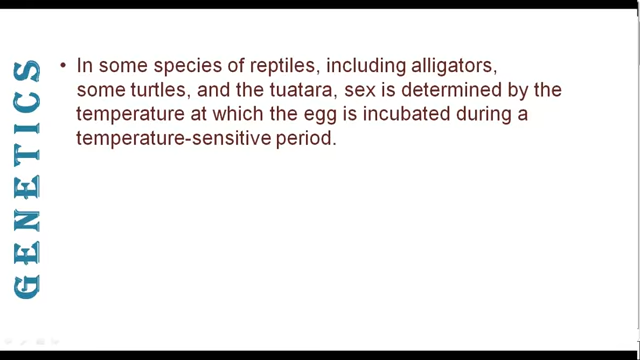 GENETICS
• In some species of reptiles, including alligators,
some turtles, and the tuatara, sex is determined by the
temperature at which the egg is incubated during a
temperature-sensitive period.